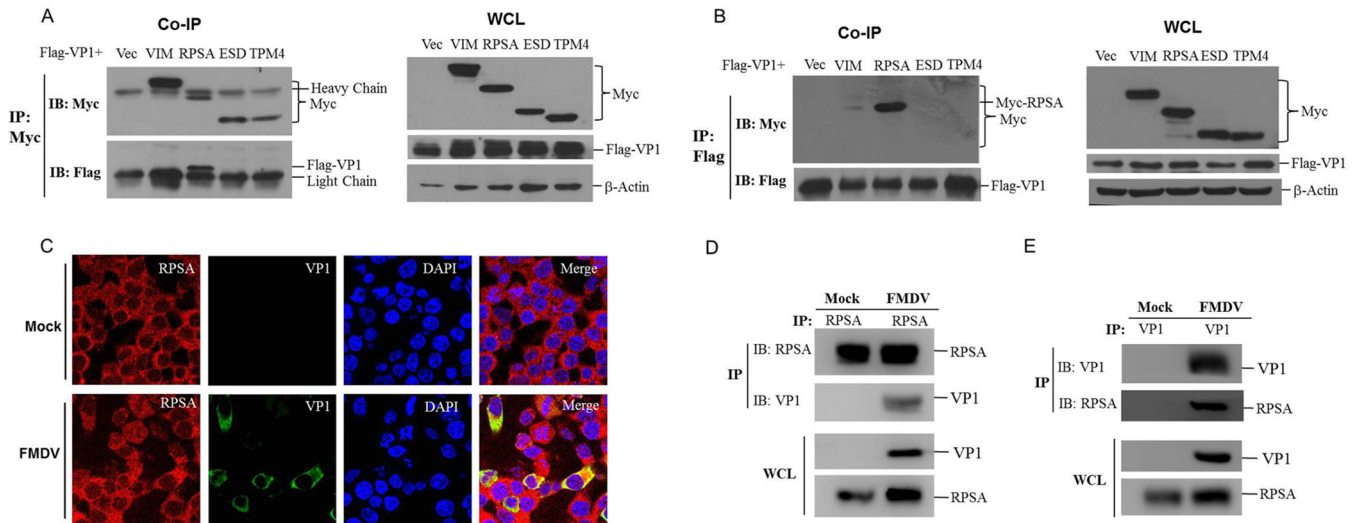 A
Co-IP
WCL
Flag-VP1+ Vec VIM RPSA ESD TPM4
Vec VIM RPSA ESD TPM4
IP:
Myc
IB: Myc
Heavy Chain
Myc
Myc
IB: Flag
Flag-VP1
Light Chain
Flag-VP1
β-Actin
B
Co-IP
WCL
Flag-VP1+ Vec VIM RPSA ESD TPM4
Vec VIM RPSA ESD TPM4
IP:
Flag
IB: Myc
Myc-RPSA
Myc
Myc
IB: Flag
Flag-VP1
Flag-VP1
β-Actin
C
Mock
RPSA VP1 DAPI Merge
FMDV
RPSA VP1 DAPI Merge
D
Mock FMDV
IP: RPSA RPSA
IP
IB: RPSA RPSA
IB: VP1 VP1
WCL
VP1
RPSA
E
Mock FMDV
IP: VP1 VP1
IP
IB: VP1 VP1
IB: RPSA RPSA
WCL
VP1
RPSA